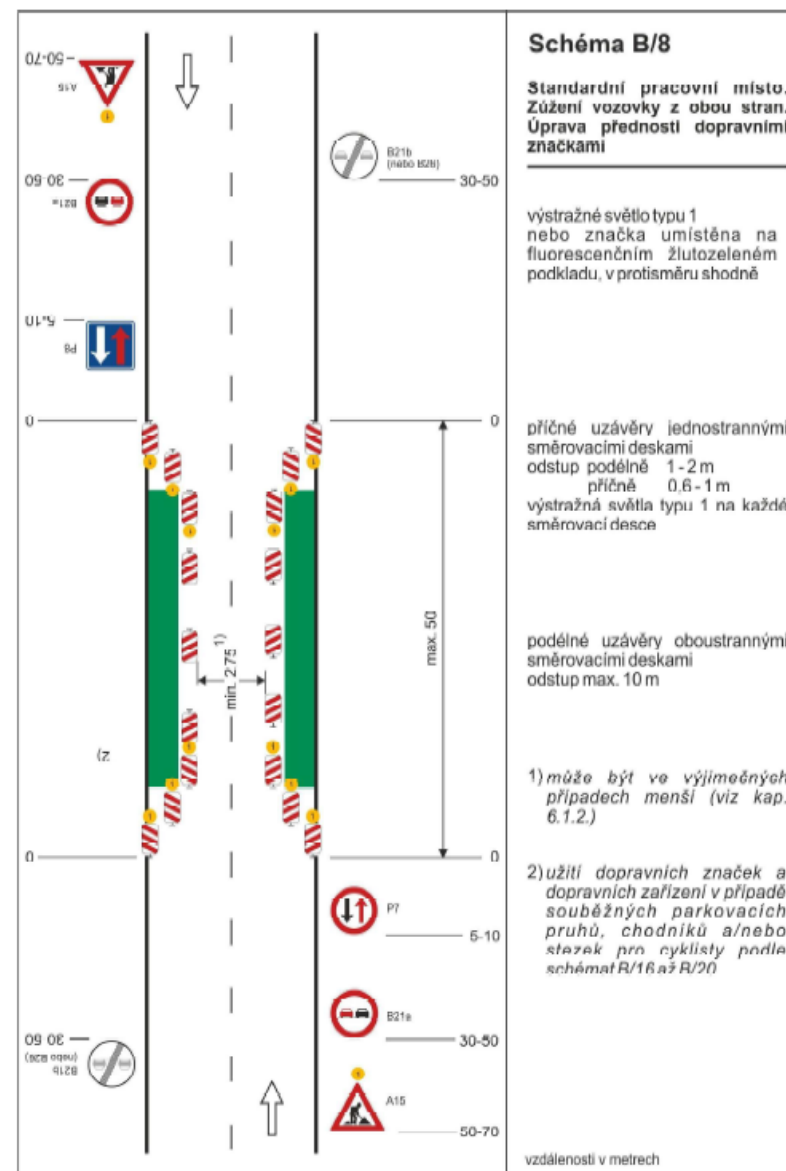 Schéma B/8
Standardní pracovní místo.
Zúžení vozovky z obou stran.
Úprava přednosti dopravními
značkami
výstražné světlo typu 1
nebo značka umístěna na
fluorescenčním žlutozeleném
podkladu, v protisměru shodně
příčné uzávěry jednostrannými
směrovacími deskami
odstup podélně 1 - 2 m
příčně 0,6 - 1 m
výstražná světla typu 1 na každé
směrovací desce
podélné uzávěry oboustrannými
směrovacími deskami
odstup max. 10 m
1) může být ve výjimečných
případech menší (viz kap.
6.1.2.)
2) užití dopravních značek a
dopravních zařízení v případě
souběžných parkovacích
pruhů, chodníků a/nebo
stezek pro cyklisty podle
schémat B/16 až B/20
vzdálenosti v metrech
50-70
A15
30-50
B21a
5-10
P8
0
2)
0
30-50
B21b
(nebo B26)
B21b
(nebo B26)
30-50
0
max. 50
min. 2.75
1)
0
P7
5-10
B21a
30-50
A15
50-70